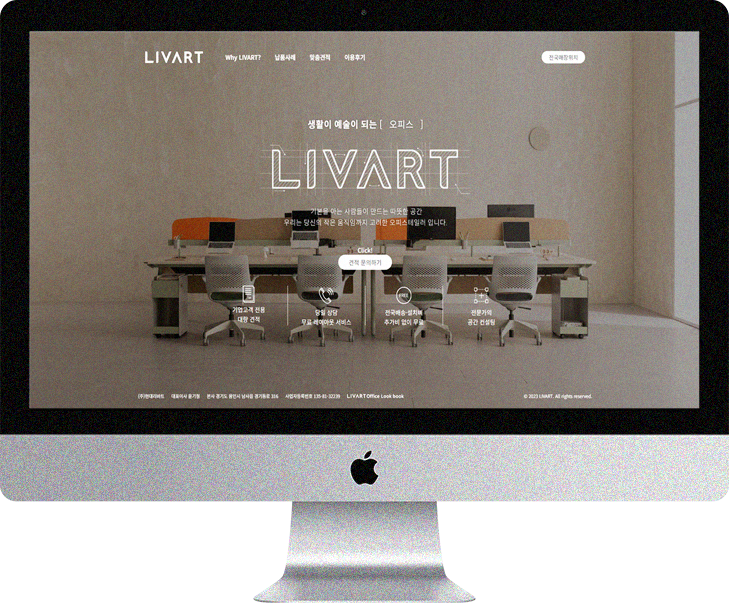 LIVART
Why LIVART? 납품사례 맞춤견적 이용후기
전국매장위치
생활이 예술이 되는 [ 오피스 ]
LIVART
기본을 아는 사람들이 만드는 따뜻한 공간
우리는 당신의 작은 움직임까지 고려한 오피스테일러 입니다.
Click!
견적 문의하기
기업고객 전용
대량 견적
당일 상담
무료 레이아웃 서비스
전국배송·설치비
추가비 없이 무료
전문가의
공간 컨설팅
(주)현대리바트 대표이사 윤기철 본사 경기도 용인시 처인구 남사읍 경기동로 316 사업자등록번호 135-81-32239 LIVART Office Look book
© 2023 LIVART. All rights reserved.